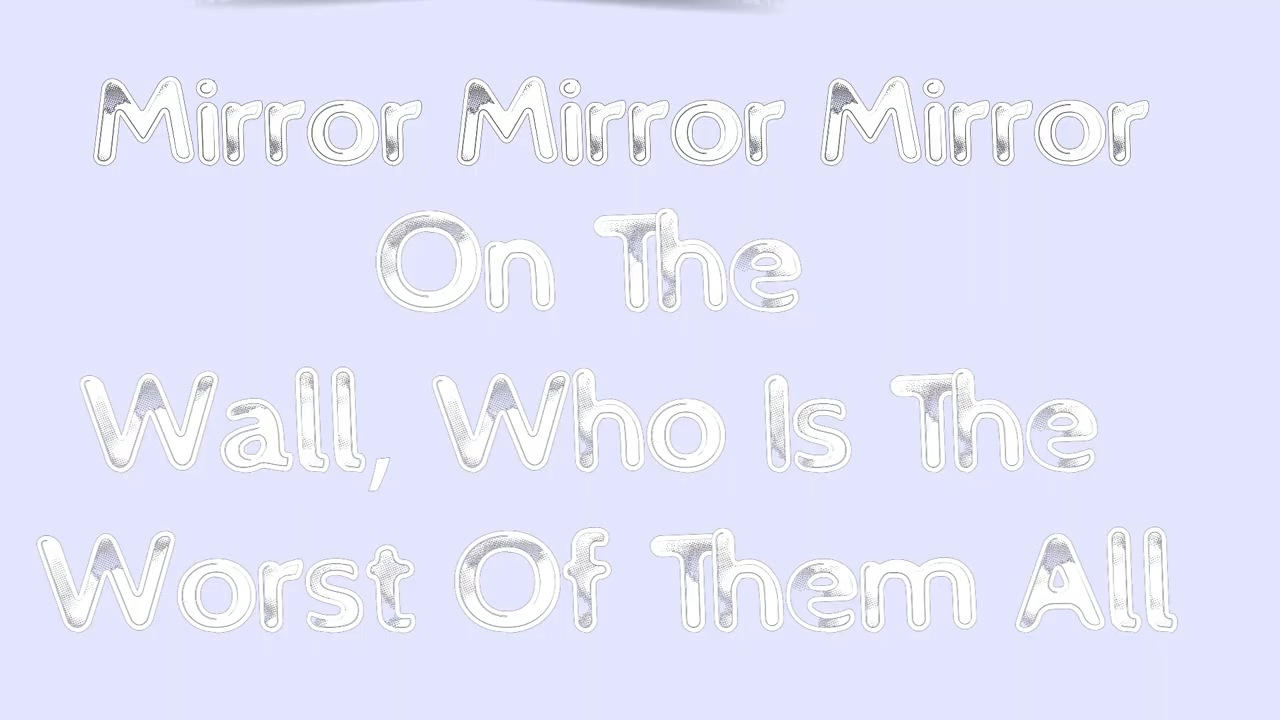 Mirror Mirror Mirror
On The
Wall, Who Is The
Worst Of Them All